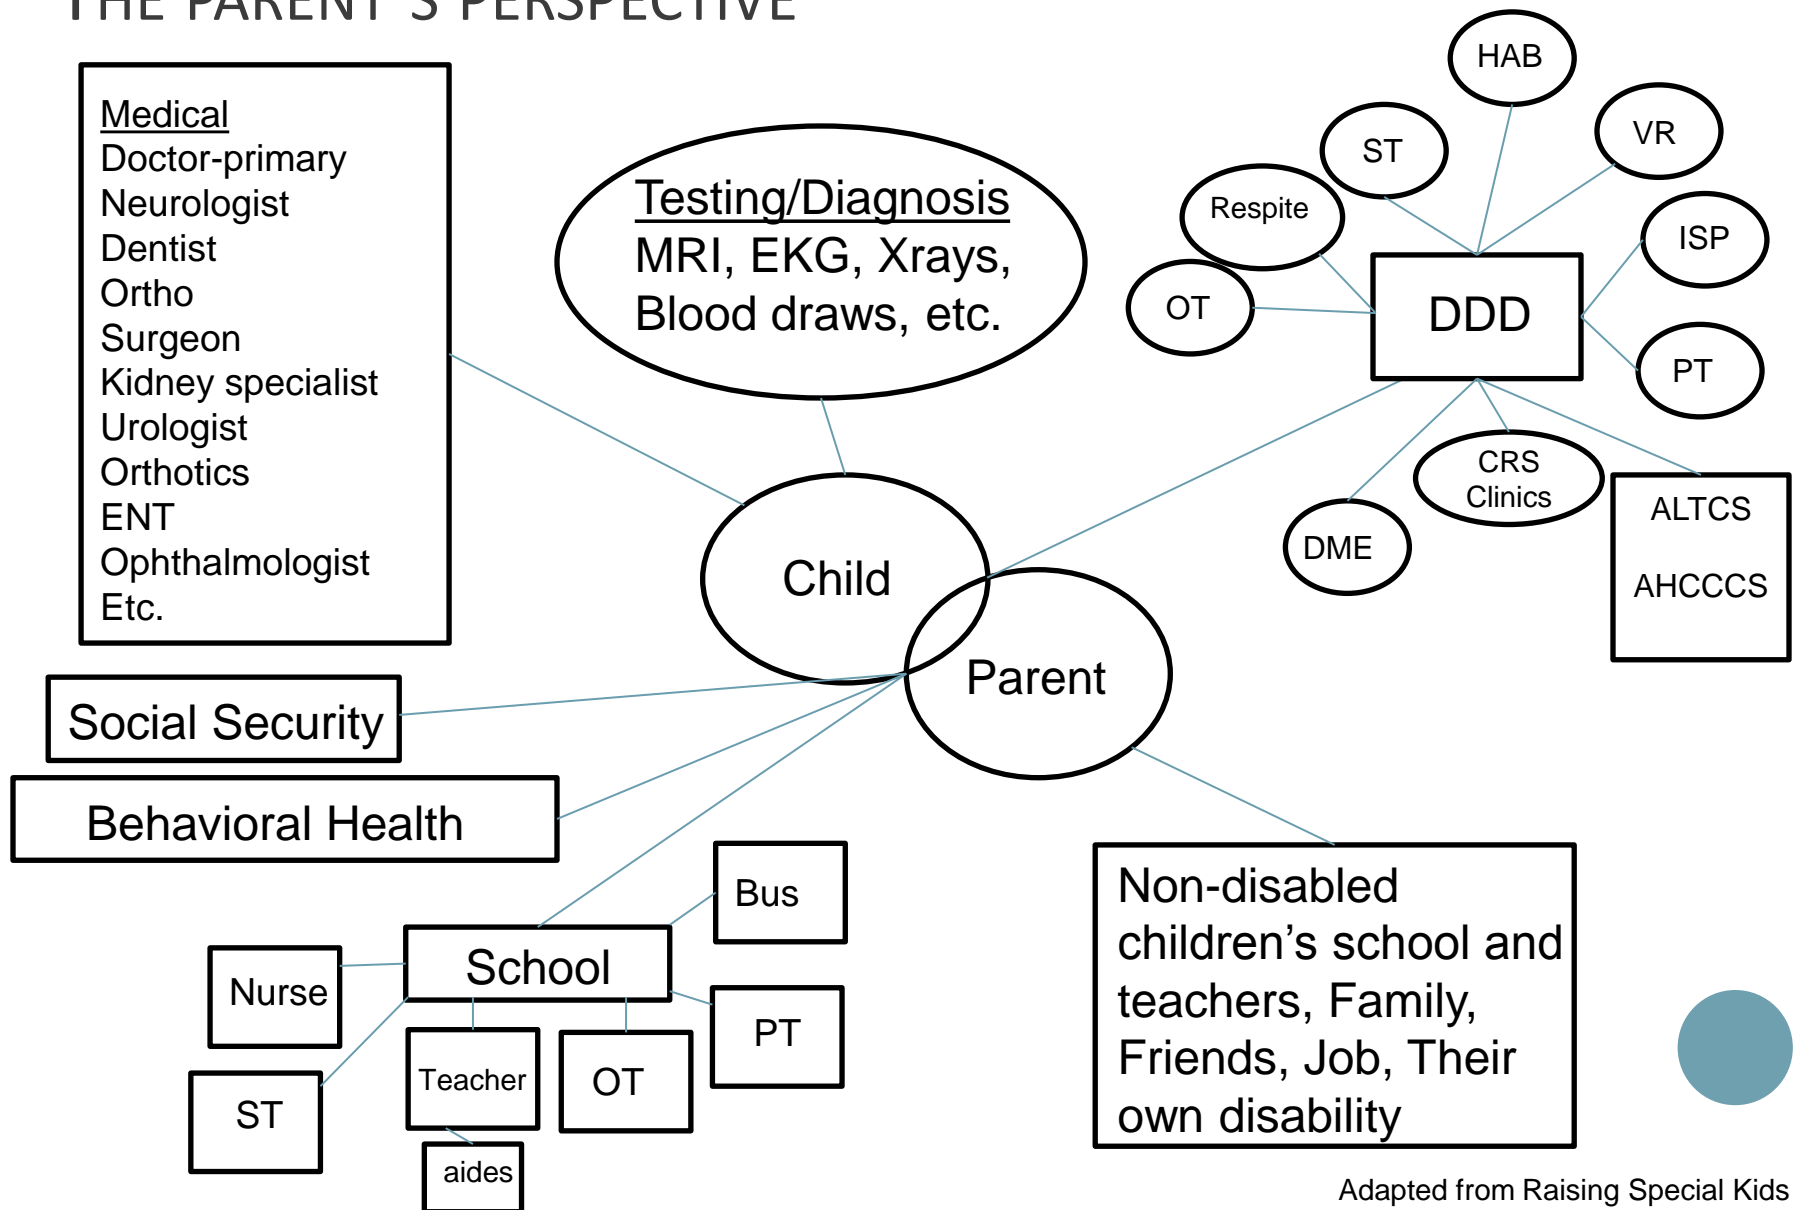 THE PARENT'S PERSPECTIVE
Medical
Doctor-primary
Neurologist
Dentist
Ortho
Surgeon
Kidney specialist
Urologist
Orthotics
ENT
Ophthalmologist
Etc.
Testing/Diagnosis
MRI, EKG, Xrays,
Blood draws, etc.
HAB
ST
VR
Respite
ISP
OT
DDD
PT
CRS
Clinics
DME
ALTCS
AHCCCS
Child
Parent
Social Security
Behavioral Health
School
Bus
Nurse
PT
Teacher
OT
ST
aides
Non-disabled
children’s school and
teachers, Family,
Friends, Job, Their
own disability
Adapted from Raising Special Kids